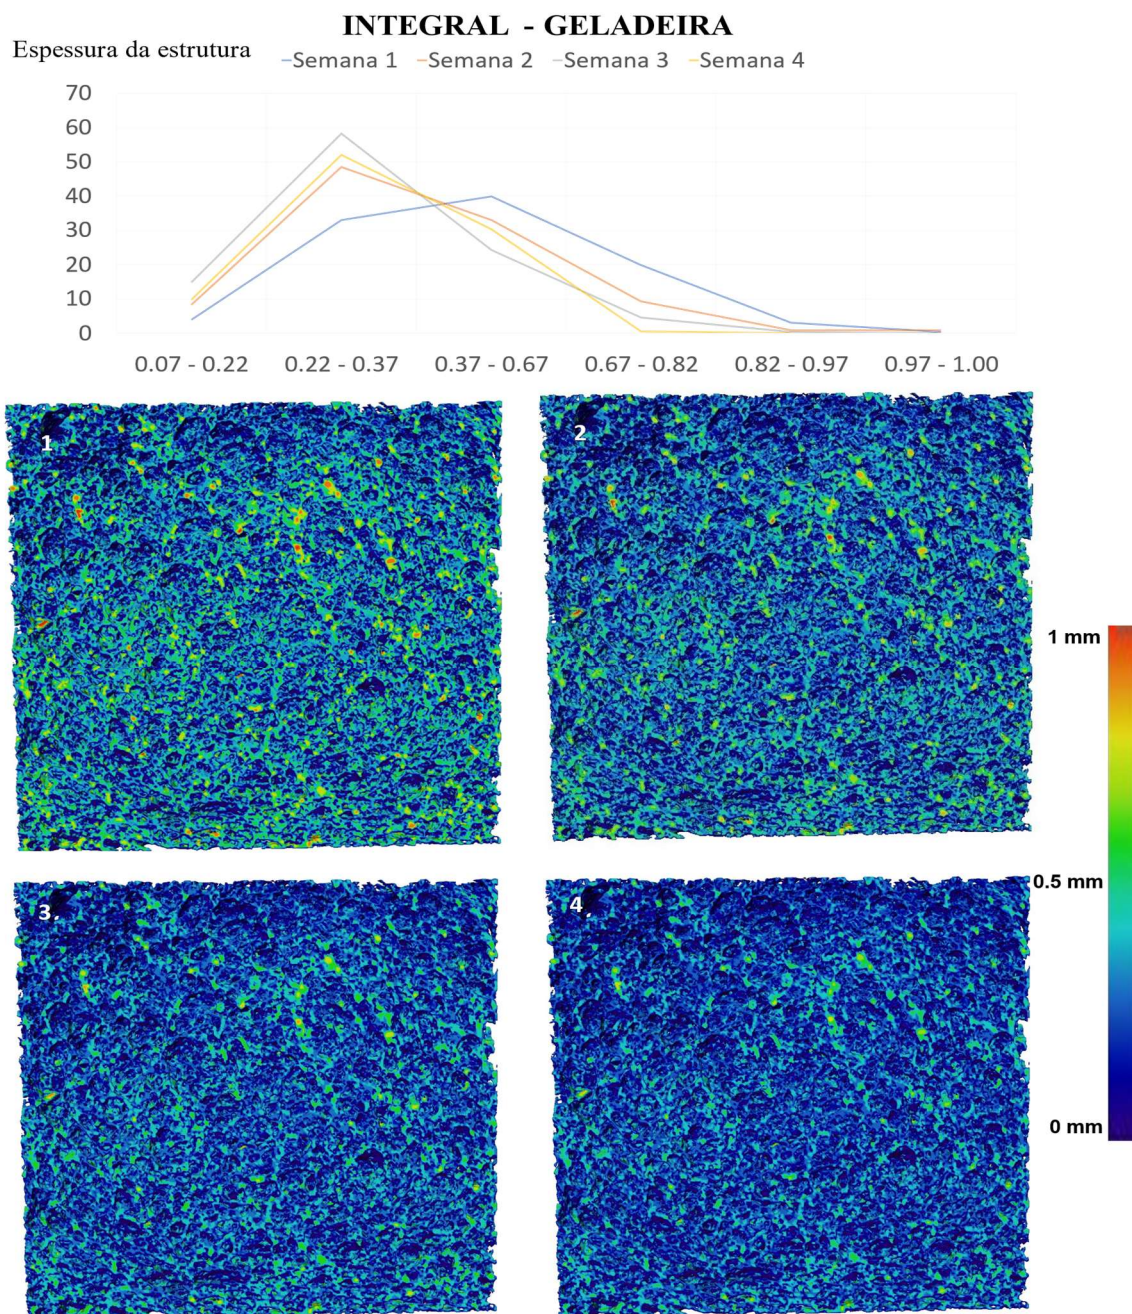 INTEGRAL - GELADEIRA
Espessura da estrutura
Semana 1 Semana 2 Semana 3 Semana 4
70
60
50
40
30
20
10
0
0.07 - 0.22 0.22 - 0.37 0.37 - 0.67 0.67 - 0.82 0.82 - 0.97 0.97 - 1.00
1
2
1 mm
0.5 mm
3.
4.
0 mm